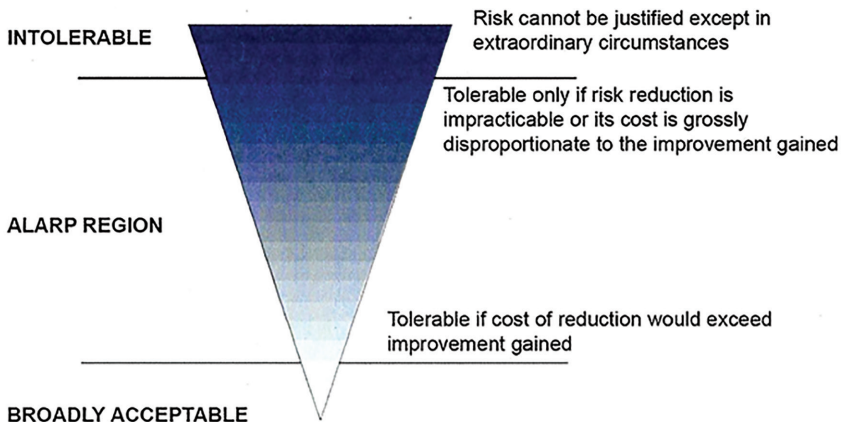 INTOLERABLE
Risk cannot be justified except in
extraordinary circumstances
Tolerable only if risk reduction is
impracticable or its cost is grossly
disproportionate to the improvement gained
ALARP REGION
Tolerable if cost of reduction would exceed
improvement gained
BROADLY ACCEPTABLE